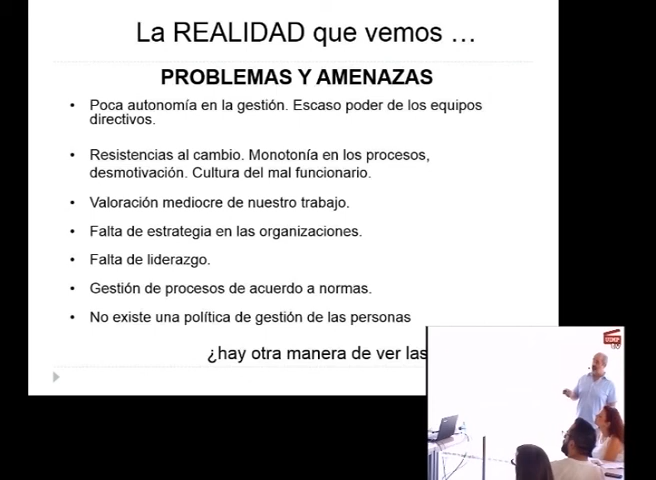 La REALIDAD que vemos …
PROBLEMAS Y AMENAZAS
• Poca autonomía en la gestión. Escaso poder de los equipos
directivos.
• Resistencias al cambio. Monotonía en los procesos,
desmotivación. Cultura del mal funcionario.
• Valoración mediocre de nuestro trabajo.
• Falta de estrategia en las organizaciones.
• Falta de liderazgo.
• Gestión de procesos de acuerdo a normas.
• No existe una política de gestión de las personas
¿hay otra manera de ver las